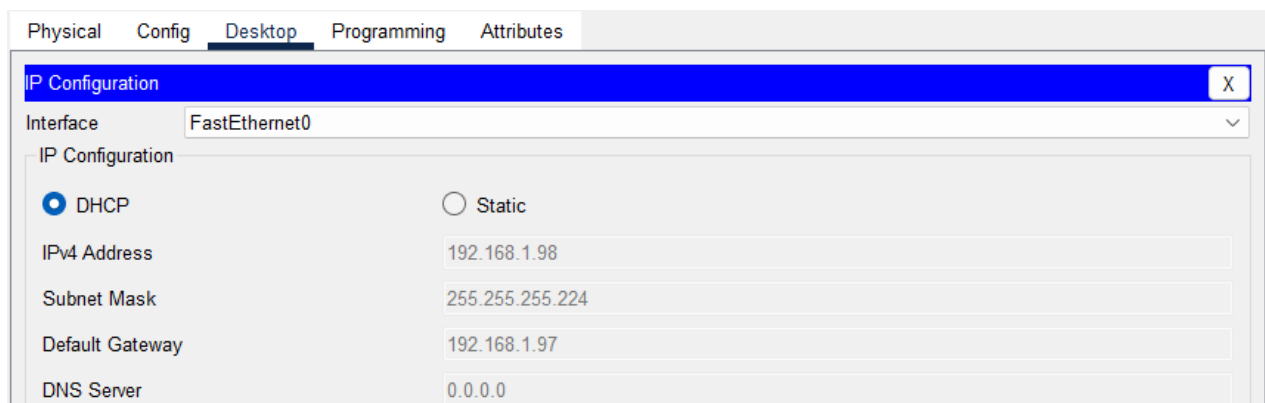 Physical Config Desktop Programming Attributes
IP Configuration X
Interface FastEthernet0
IP Configuration
DHCP Static
IPv4 Address 192.168.1.98
Subnet Mask 255.255.255.224
Default Gateway 192.168.1.97
DNS Server 0.0.0.0